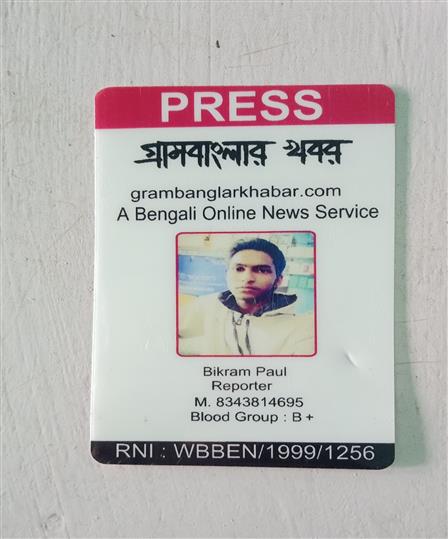 PRESS
গ্রামবাংলার খবর
grambanglarkhabar.com
A Bengali Online News Service
Bikram Paul
Reporter
M. 8343814695
Blood Group : B +
RNI : WBBEN/1999/1256